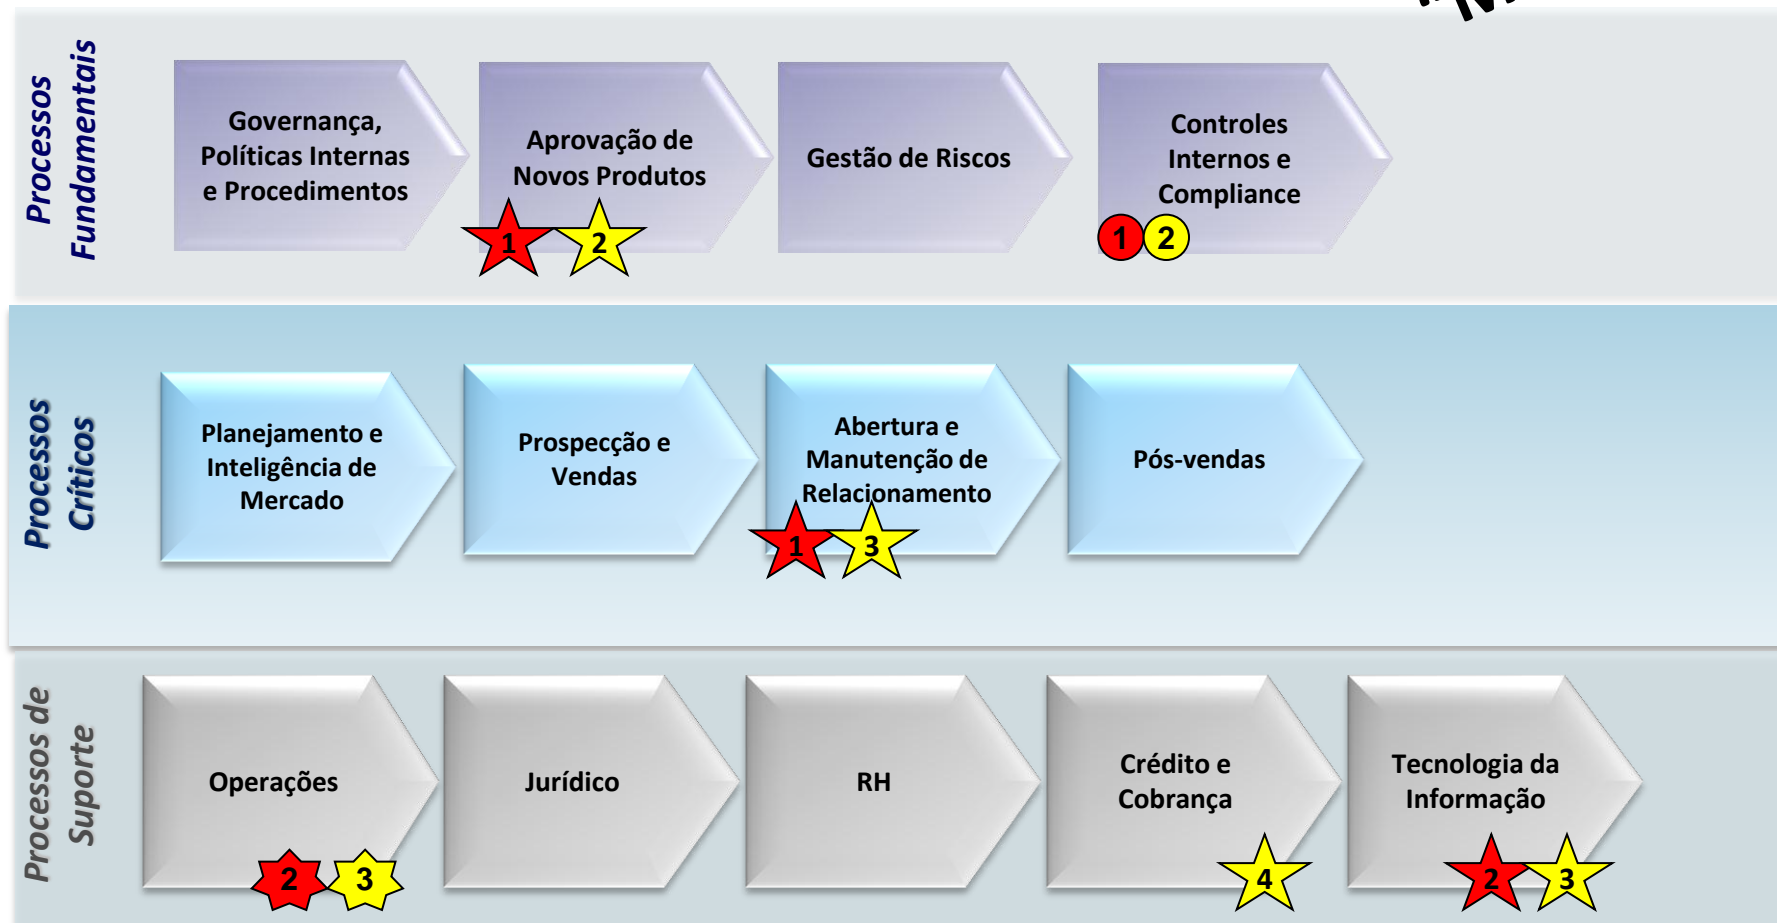 Processos
Fundamentais
Governança,
Políticas Internas
e Procedimentos
Aprovação de
Novos Produtos
1
2
Gestão de Riscos
Controles
Internos e
Compliance
1
2
Processos
Críticos
Planejamento e
Inteligência de
Mercado
Prospecção e
Vendas
Abertura e
Manutenção de
Relacionamento
1
3
Pós-vendas
Processos de
Suporte
Operações
2
3
Jurídico
RH
Crédito e
Cobrança
4
Tecnologia da
Informação
2
3